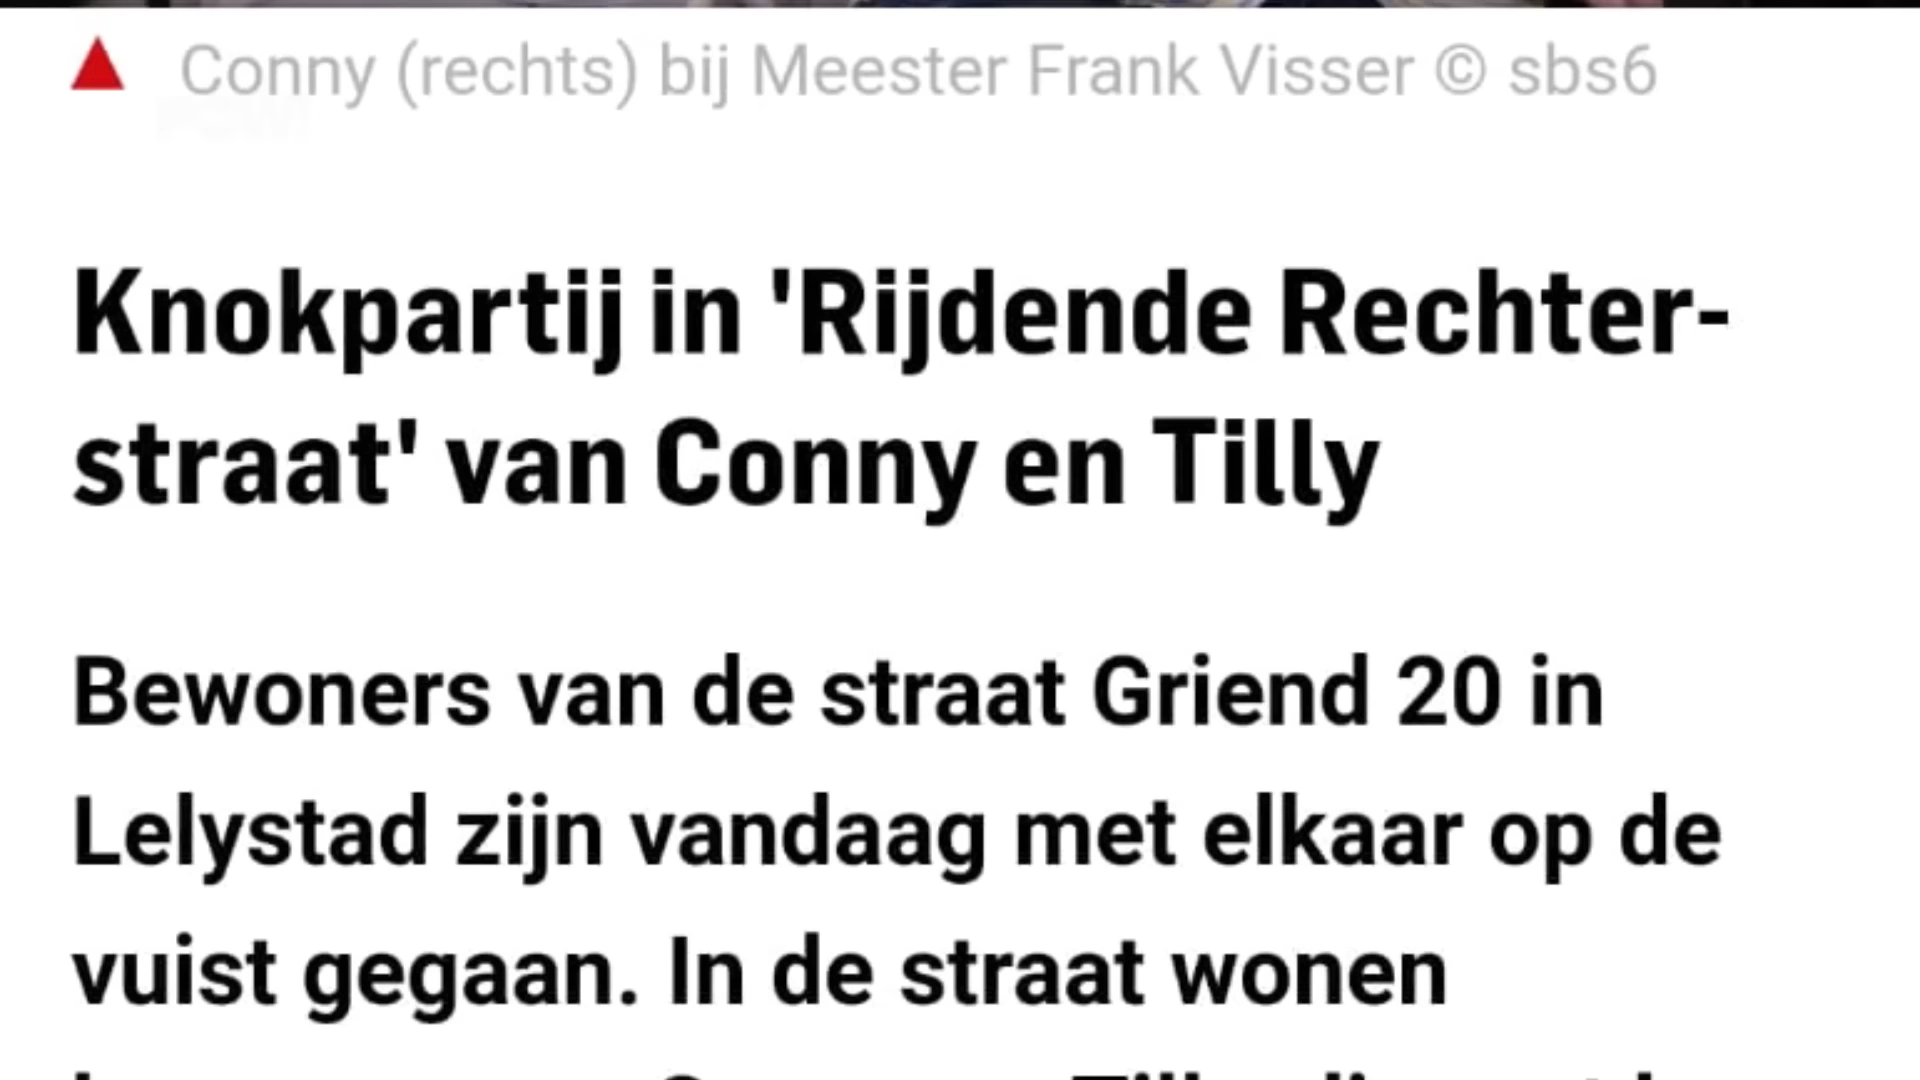 Conny (rechts) bij Meester Frank Visser © sbs6
Knokpartij in 'Rijdende Rechter-
straat' van Conny en Tilly
Bewoners van de straat Griend 20 in
Lelystad zijn vandaag met elkaar op de
vuist gegaan. In de straat wonen